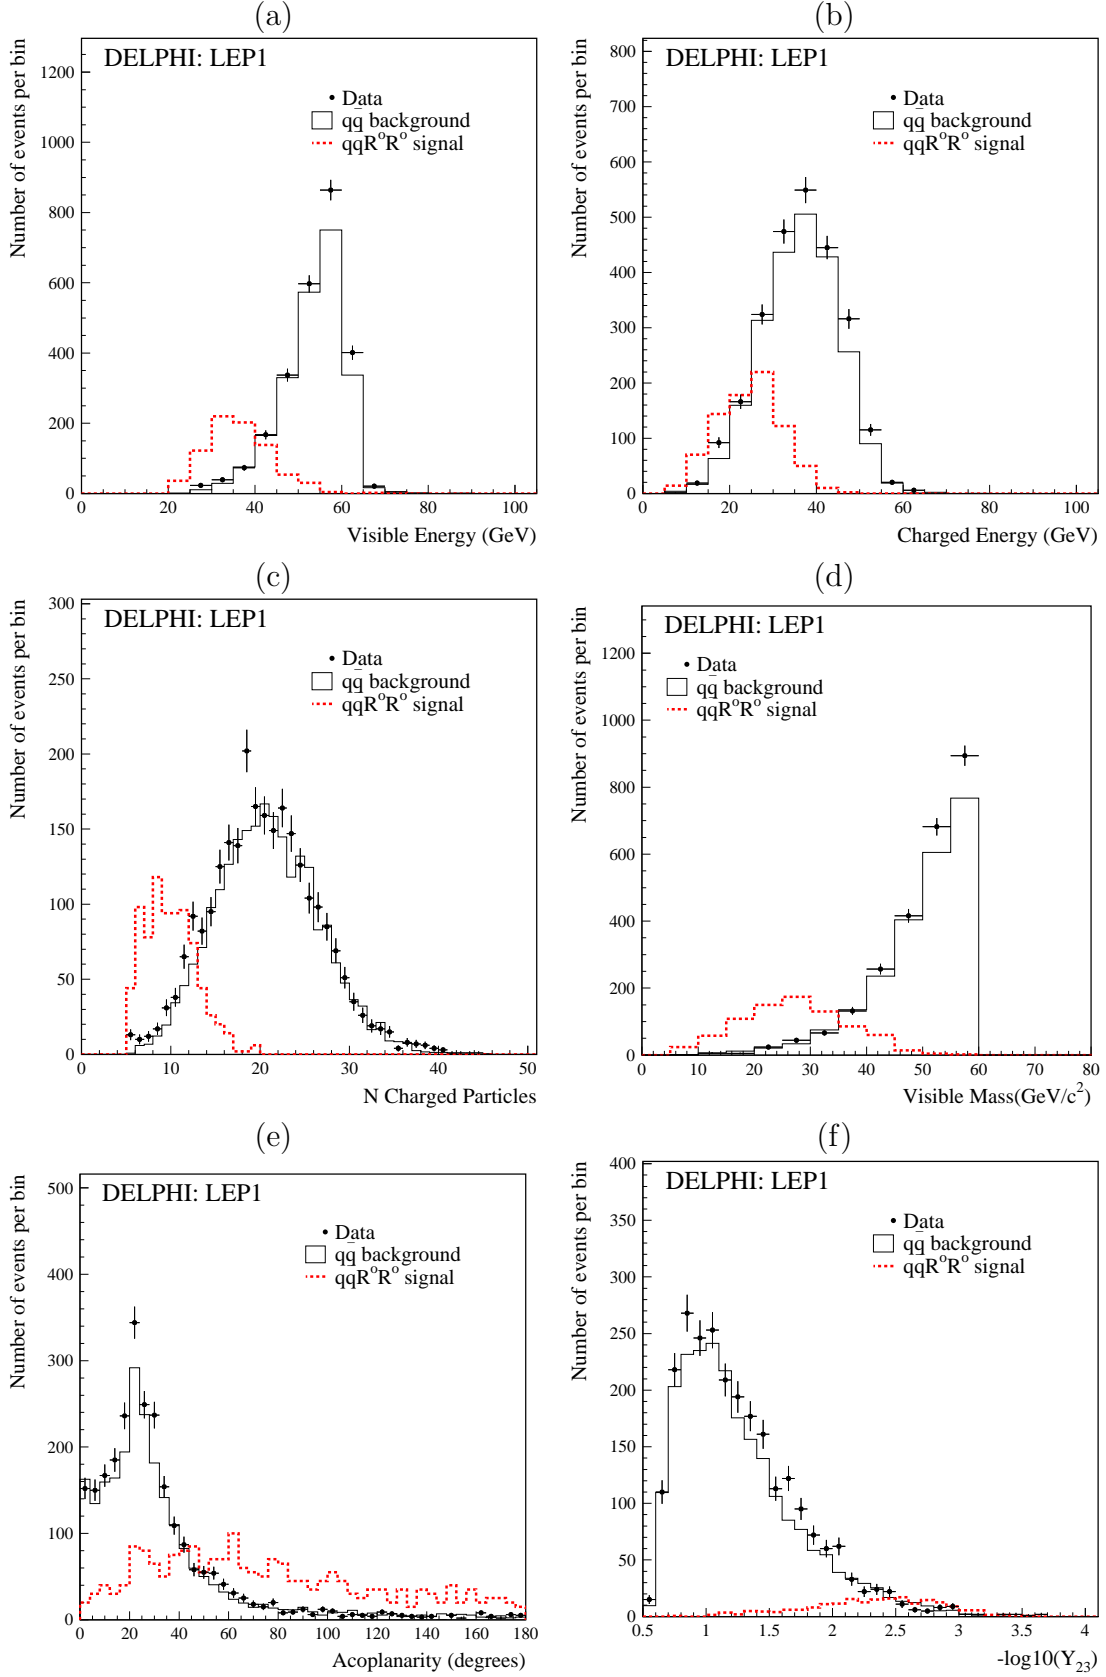 (a)
DELPHI: LEP1
Data
qq̄ background
qqR°R° signal
Number of events per bin
0
200
400
600
800
1000
1200
0 20 40 60 80 100
Visible Energy (GeV)
(b)
DELPHI: LEP1
Data
qq̄ background
qqR°R° signal
Number of events per bin
0
100
200
300
400
500
600
700
800
0 20 40 60 80 100
Charged Energy (GeV)
(c)
DELPHI: LEP1
Data
qq̄ background
qqR°R° signal
Number of events per bin
0
50
100
150
200
250
300
0 10 20 30 40 50
N Charged Particles
(d)
DELPHI: LEP1
Data
qq̄ background
qq̄R°R° signal
Number of events per bin
0
200
400
600
800
1000
1200
0 10 20 30 40 50 60 70 80
Visible Mass(GeV/c²)
(e)
DELPHI: LEP1
Data
qq̄ background
qqR°R° signal
Number of events per bin
0
100
200
300
400
500
0 20 40 60 80 100 120 140 160 180
Acoplanarity (degrees)
(f)
DELPHI: LEP1
Data
qq̄ background
qqR°R° signal
Number of events per bin
0
50
100
150
200
250
300
350
400
0.5 1 1.5 2 2.5 3 3.5 4
-log10(Y₂₃)